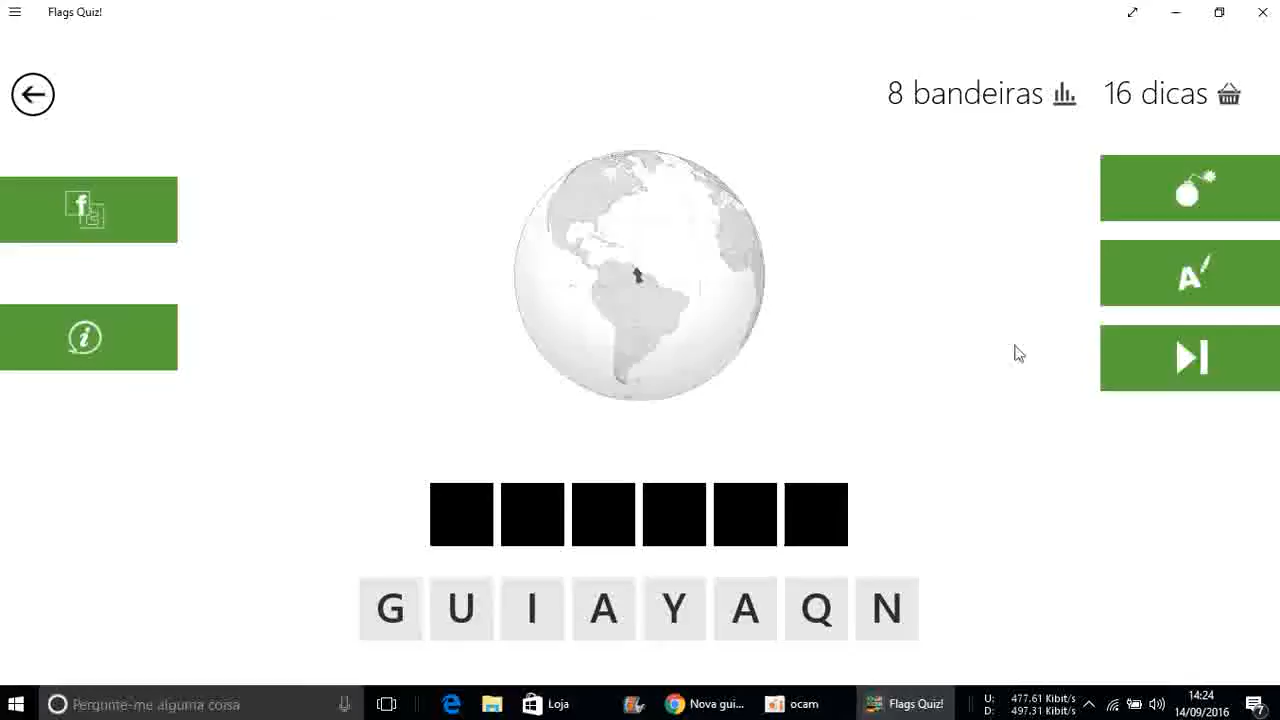 Flags Quiz!
8 bandeiras 16 dicas
f
i
A
G U I A Y A Q N
Pergunte-me alguma coisa
Loja
Nova gui...
ocam
Flags Quiz!
U: 477.61 Kibit/s
D: 497.31 Kibit/s
14:24
14/09/2016
7